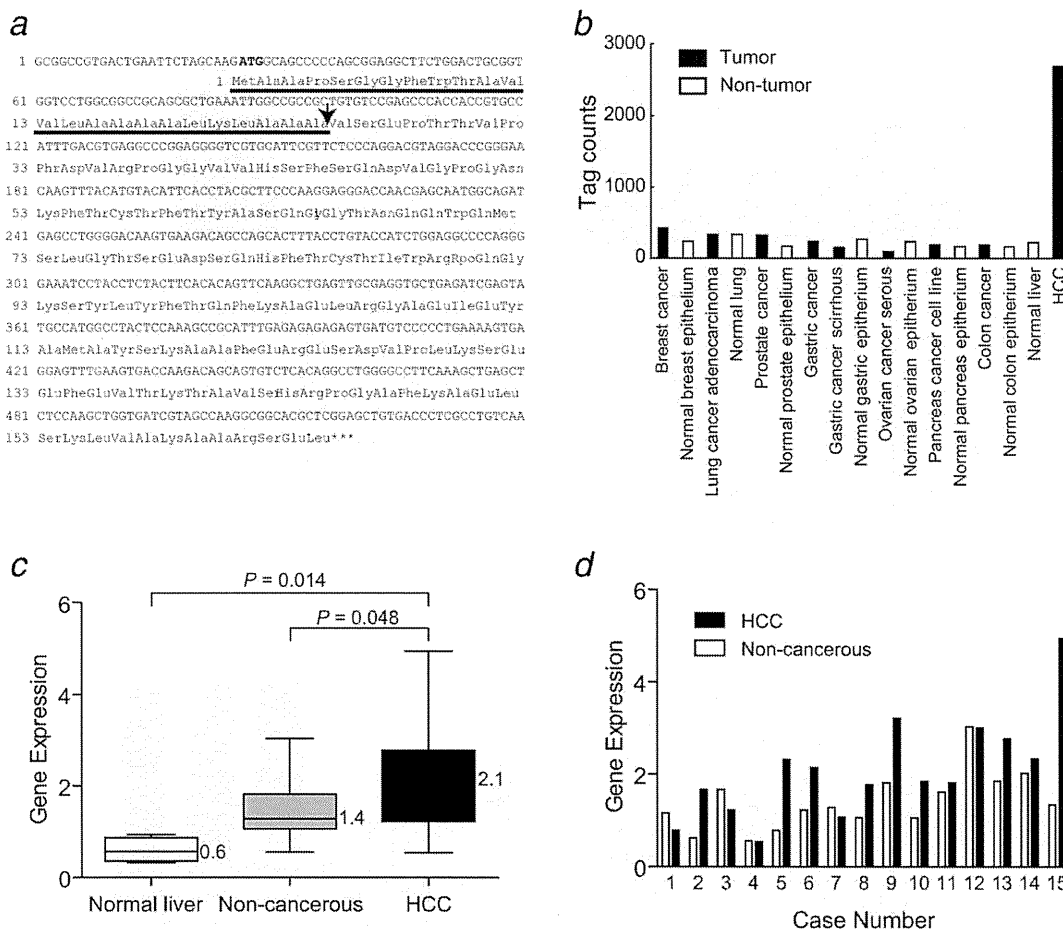 a
1 GCGGCCGTGACTGAATTCTAGCAAGATGGCAGCCCCCAGCGGAGGCTTCTGGACTGCGGT
1 MetAlaAlaProSerGlyGlyPheTrpThrAlaVal
61 GGTCCTGGCGGCCGCAGCGCTGAAATTGGCCGCCGCTGTGTCCGAGCCCACCACCGTGCC
13 ValLeuAlaAlaAlaAlaLeuLysLeuAlaAlaAlaValSerGluProThrThrValPro
121 ATTTGACGTGAGGCCCGGAGGGGTCGTGCATTCGTTCTCCCAGGACGTAGGACCCGGGAA
33 PhrAspValArgProGlyGlyValValHisSerPheSerGlnAspValGlyProGlyAsn
181 CAAGTTTACATGTACATTCACCTACGCTTCCCAAGGAGGGACCAACGAGCAATGGCAGAT
53 LysPheThrCysThrPheThrTyrAlaSerGlnGlyGlyThrAsnGlnGlnTrpGlnMet
241 GAGCCTGGGGACAAGTGAAGACAGCCAGCACTTTACCTGTACCATCTGGAGGCCCCAGGG
73 SerLeuGlyThrSerGluAspSerGlnHisPheThrCysThrIleTrpArgRpoGlnGly
301 GAAATCCTACCTCTACTTCACACAGTTCAAGGCTGAGTTGCGAGGTGCTGAGATCGAGTA
93 LysSerTyrLeuTyrPheThrGlnPheLysAlaGluLeuArgGlyAlaGluIleGluTyr
361 TGCCATGGCCTACTCCAAAGCCGCATTTGAGAGAGAGAGTGATGTCCCCCTGAAAAGTGA
113 AlaMetAlaTyrSerLysAlaAlaPheGluArgGluSerAspValProLeuLysSerGlu
421 GGAGTTTGAAGTGACCAAGACAGCAGTGTCTCACAGGCCTGGGGCCTTCAAAGCTGAGCT
133 GluPheGluValThrLysThrAlaValSerHisArgProGlyAlaPheLysAlaGluLeu
481 CTCCAAGCTGGTGATCGTAGCCAAGGCGGCACGCTCGGAGCTGTGACCCTCGCCTGTCAA
153 SerLysLeuValAlaLysAlaAlaArgSerGluLeu***
b
Tag counts
3000
2000
1000
0
Tumor
Non-tumor
Breast cancer
Normal breast epithelium
Lung cancer adenocarcinoma
Normal lung
Prostate cancer
Normal prostate epithelium
Gastric cancer
Gastric cancer scirrhous
Normal gastric epitherium
Ovarian cancer serous
Normal ovarian epitherium
Pancreas cancer cell line
Normal pancreas epitherium
Colon cancer
Normal colon epitherium
Normal liver
HCC
c
Gene Expression
6
4
2
0
P = 0.014
P = 0.048
0.6
1.4
2.1
Normal liver Non-cancerous HCC
d
Gene Expression
6
4
2
0
HCC
Non-cancerous
1 2 3 4 5 6 7 8 9 10 11 12 13 14 15
Case Number